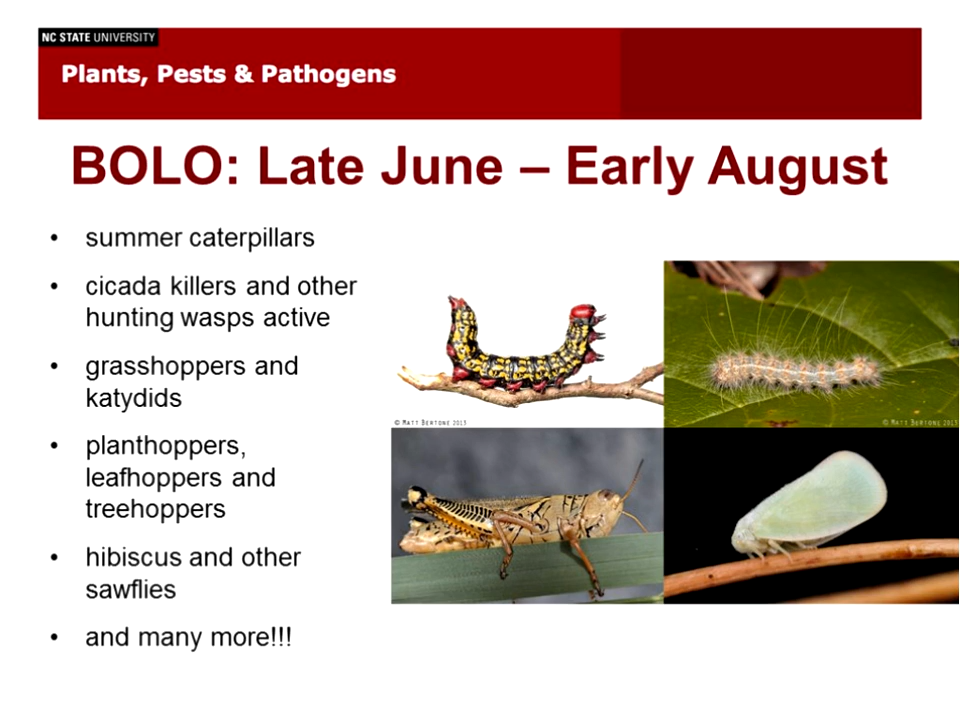 NC STATE UNIVERSITY
Plants, Pests & Pathogens
BOLO: Late June – Early August
• summer caterpillars
• cicada killers and other
hunting wasps active
• grasshoppers and
katydids
• planthoppers,
leafhoppers and
treehoppers
• hibiscus and other
sawflies
• and many more!!!
© Matt Bertone 2013
© Matt Bertone 2013